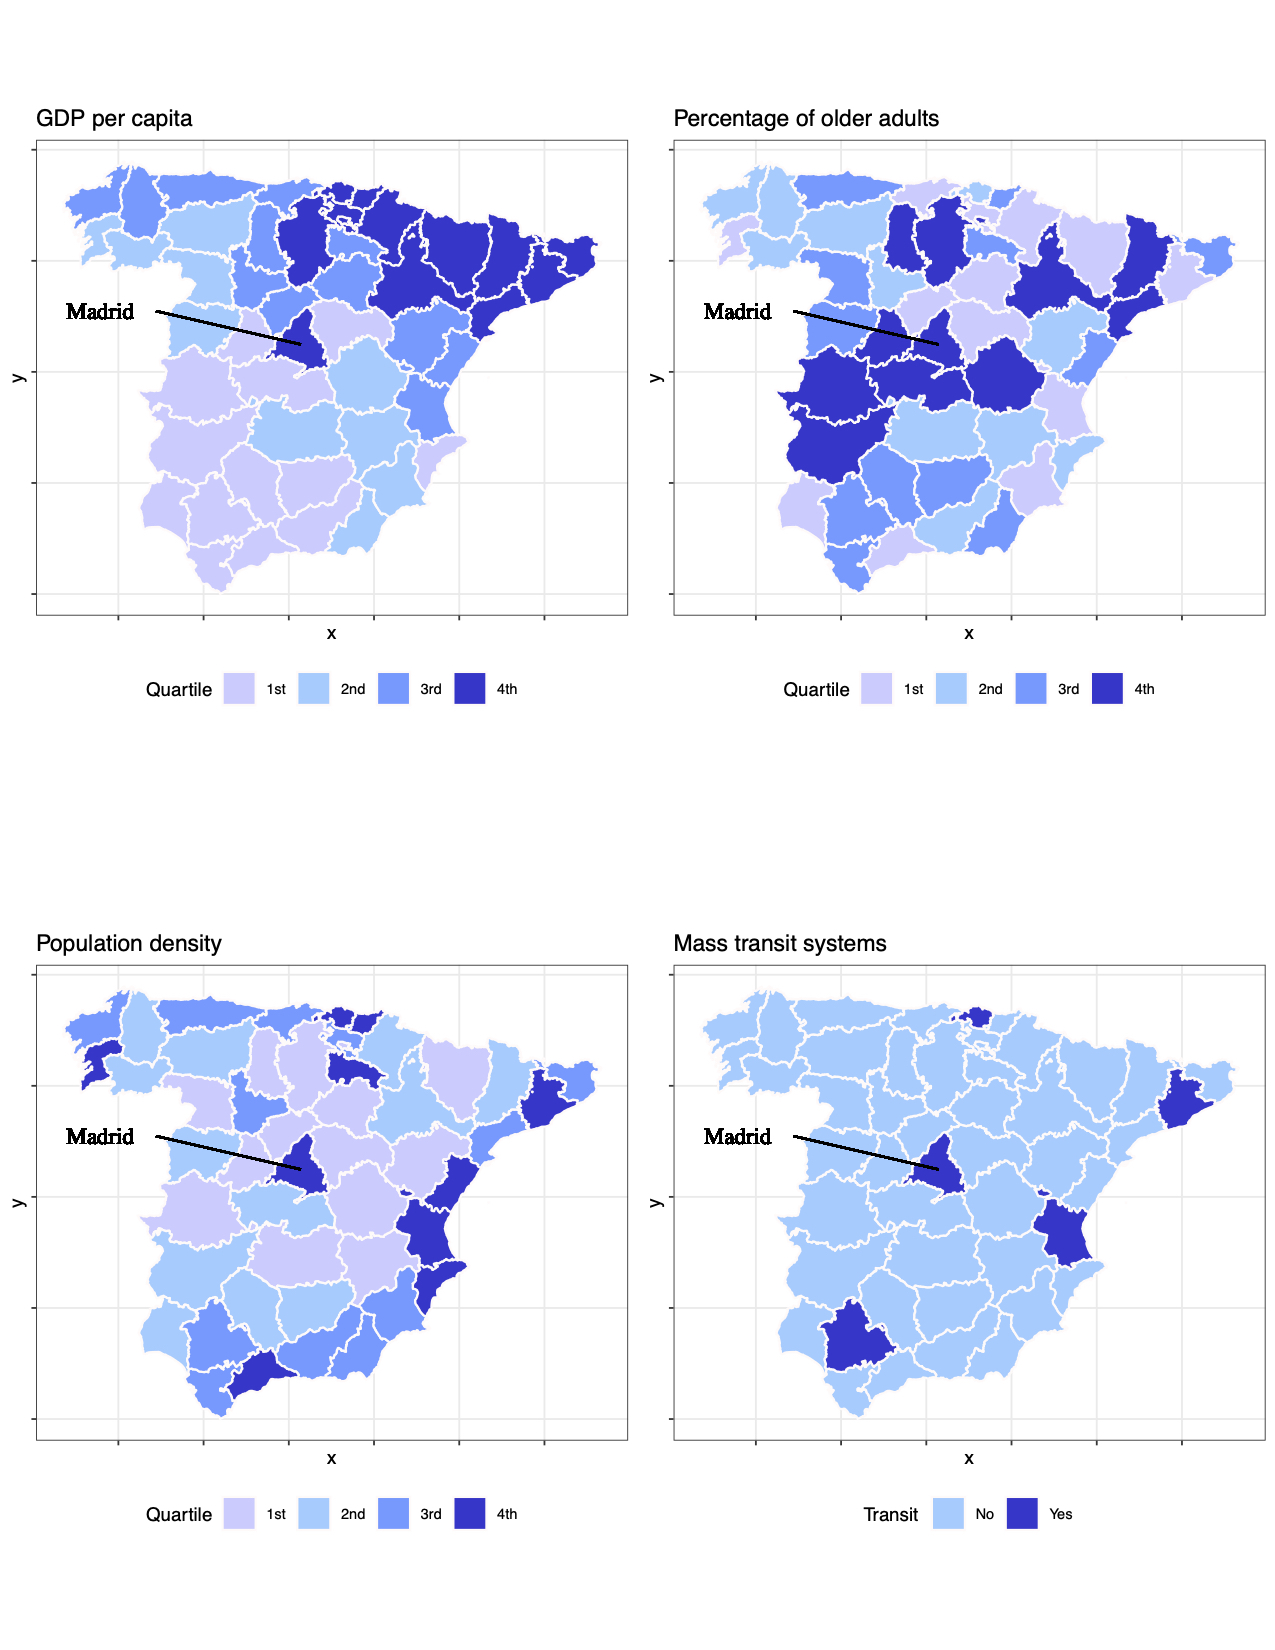 GDP per capita
Madrid
y
x
Quartile 1st 2nd 3rd 4th
Percentage of older adults
Madrid
y
x
Quartile 1st 2nd 3rd 4th
Population density
Madrid
y
x
Quartile 1st 2nd 3rd 4th
Mass transit systems
Madrid
y
x
Transit No Yes